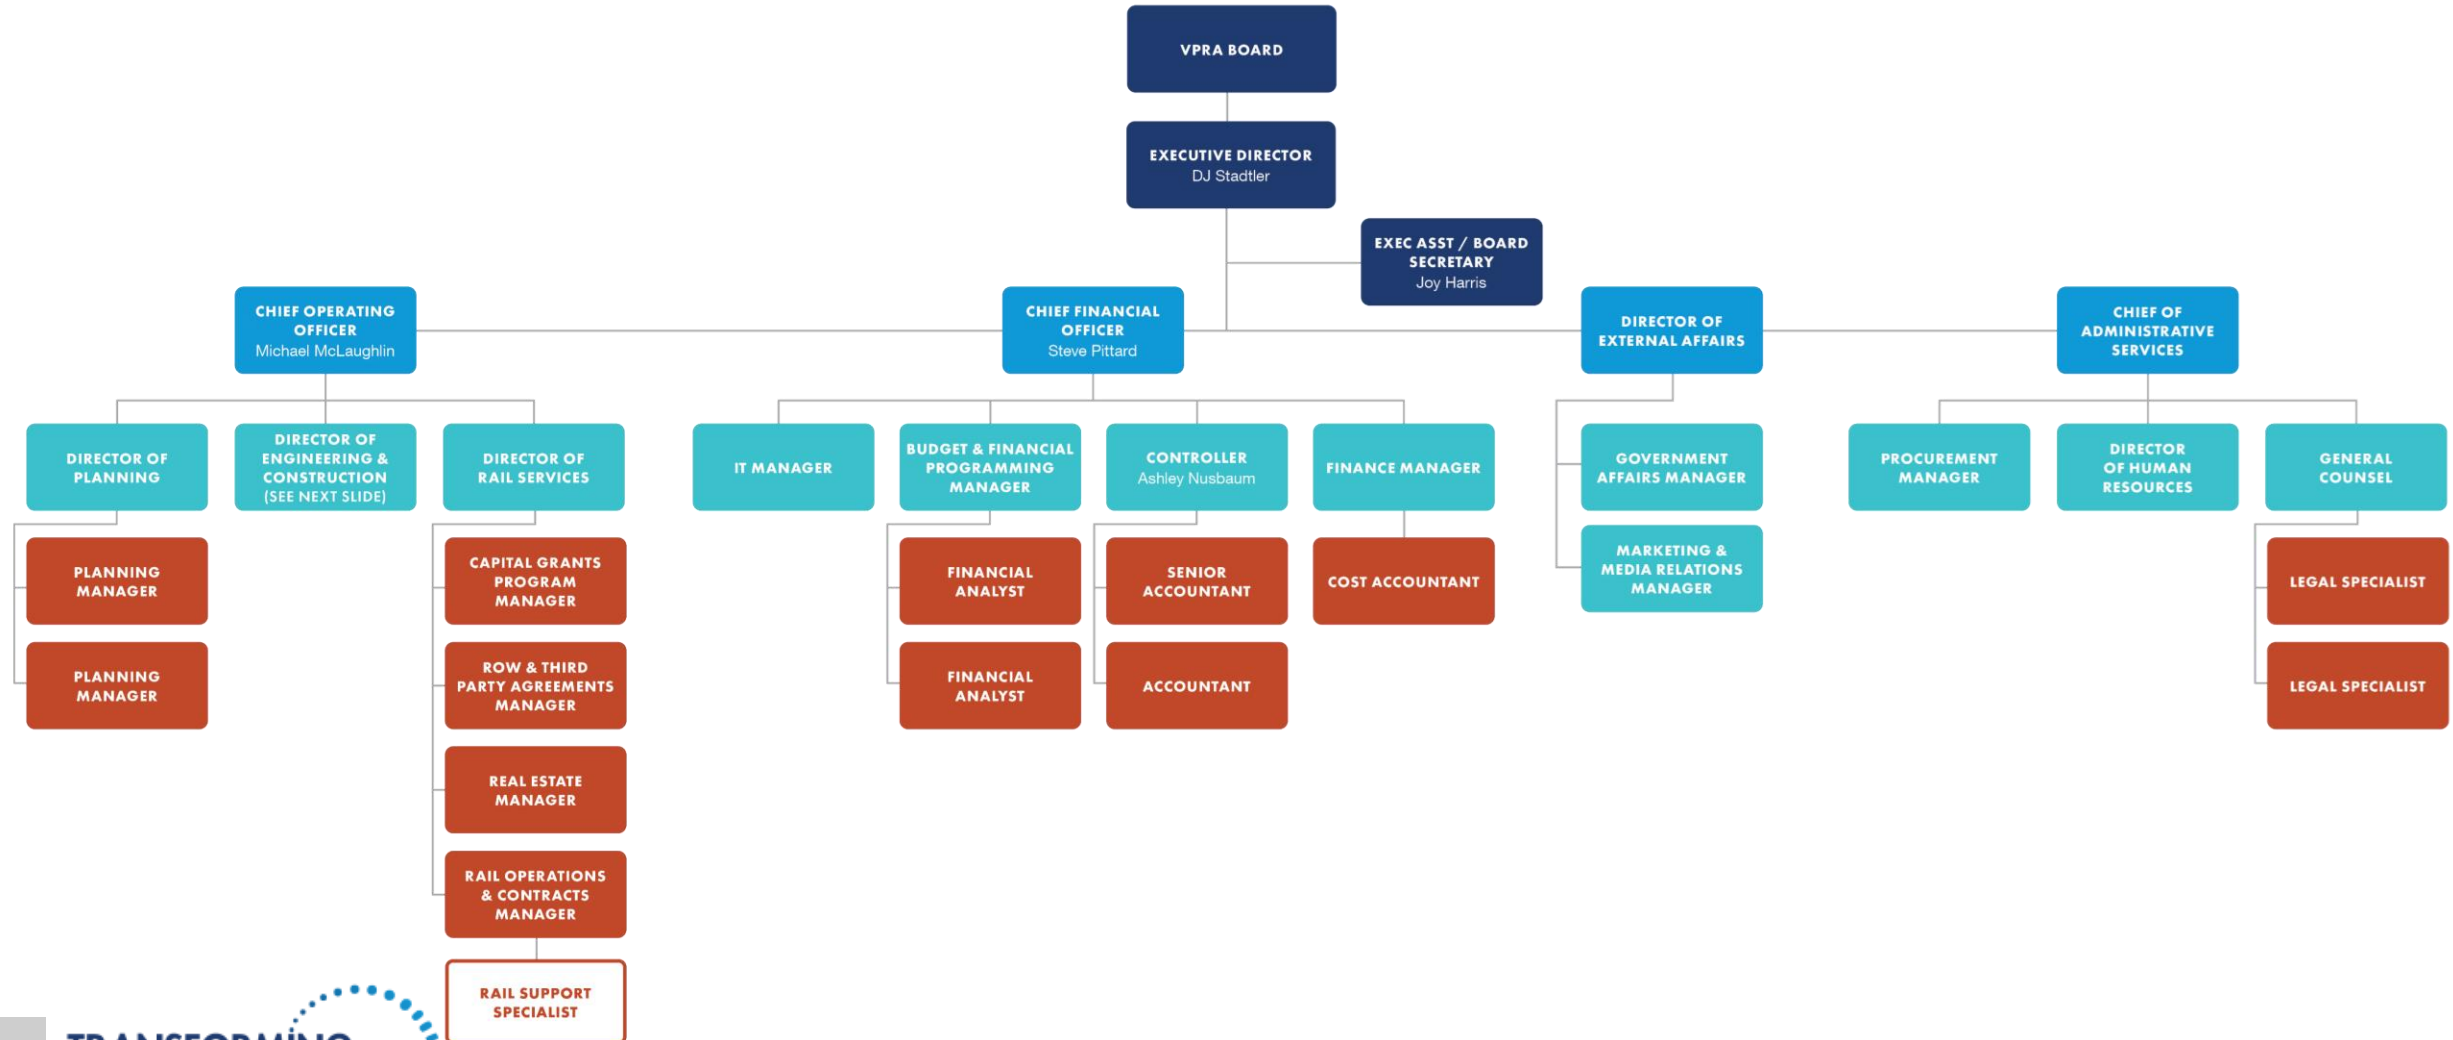 VPRA BOARD
EXECUTIVE DIRECTOR
DJ Stadtler
EXEC ASST / BOARD
SECRETARY
Joy Harris
CHIEF OPERATING
OFFICER
Michael McLaughlin
CHIEF FINANCIAL
OFFICER
Steve Pittard
DIRECTOR OF
EXTERNAL AFFAIRS
CHIEF OF
ADMINISTRATIVE
SERVICES
DIRECTOR OF
PLANNING
DIRECTOR OF
ENGINEERING &
CONSTRUCTION
(SEE NEXT SLIDE)
DIRECTOR OF
RAIL SERVICES
IT MANAGER
BUDGET & FINANCIAL
PROGRAMMING
MANAGER
CONTROLLER
Ashley Nusbaum
FINANCE MANAGER
GOVERNMENT
AFFAIRS MANAGER
PROCUREMENT
MANAGER
DIRECTOR
OF HUMAN
RESOURCES
GENERAL
COUNSEL
PLANNING
MANAGER
CAPITAL GRANTS
PROGRAM
MANAGER
FINANCIAL
ANALYST
SENIOR
ACCOUNTANT
COST ACCOUNTANT
MARKETING &
MEDIA RELATIONS
MANAGER
LEGAL SPECIALIST
PLANNING
MANAGER
ROW & THIRD
PARTY AGREEMENTS
MANAGER
FINANCIAL
ANALYST
ACCOUNTANT
LEGAL SPECIALIST
REAL ESTATE
MANAGER
RAIL OPERATIONS
& CONTRACTS
MANAGER
RAIL SUPPORT
SPECIALIST
TRANSFORMING